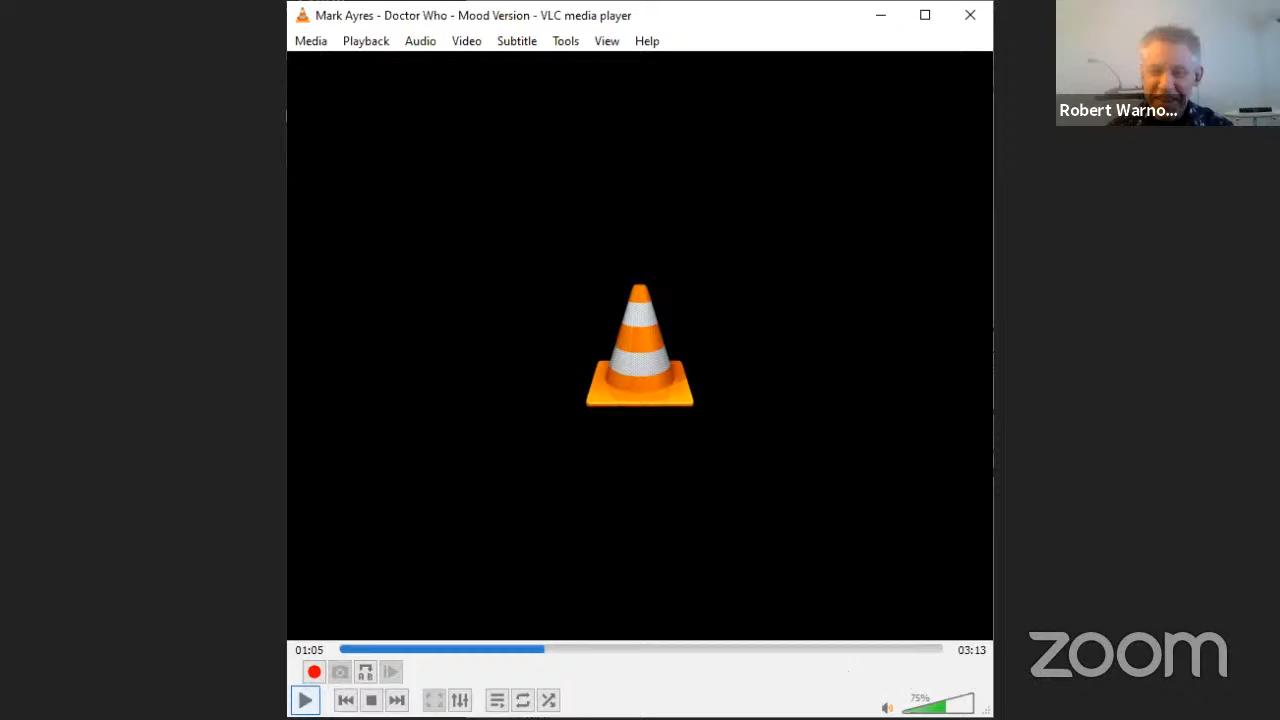 Mark Ayres - Doctor Who - Mood Version - VLC media player
Media Playback Audio Video Subtitle Tools View Help
Robert Warno...
01:05
03:13
A B
75%
zoom